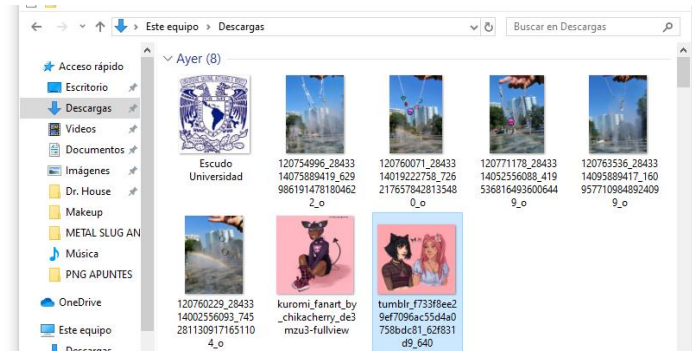 Este equipo > Descargas
Buscar en Descargas
Acceso rápido
Escritorio
Descargas
Videos
Documentos
Imágenes
Dr. House
Makeup
METAL SLUG AN
Música
PNG APUNTES
OneDrive
Este equipo
Descargas
Ayer (8)
Escudo
Universidad
120754996_28433
14075889419_629
986191478180462
2_o
120760071_28433
14019222758_726
217657842813548
0_o
120771178_28433
14052556088_419
536816493600644
9_o
120763536_28433
14095889417_160
957710984892409
9_o
120760229_28433
14002556093_745
281130917165110
4_o
kuromi_fanart_by
_chikacherry_de3
mzu3-fullview
tumblr_f733f8ee2
9ef7096ac55d4a0
758bdc81_62f831
d9_640